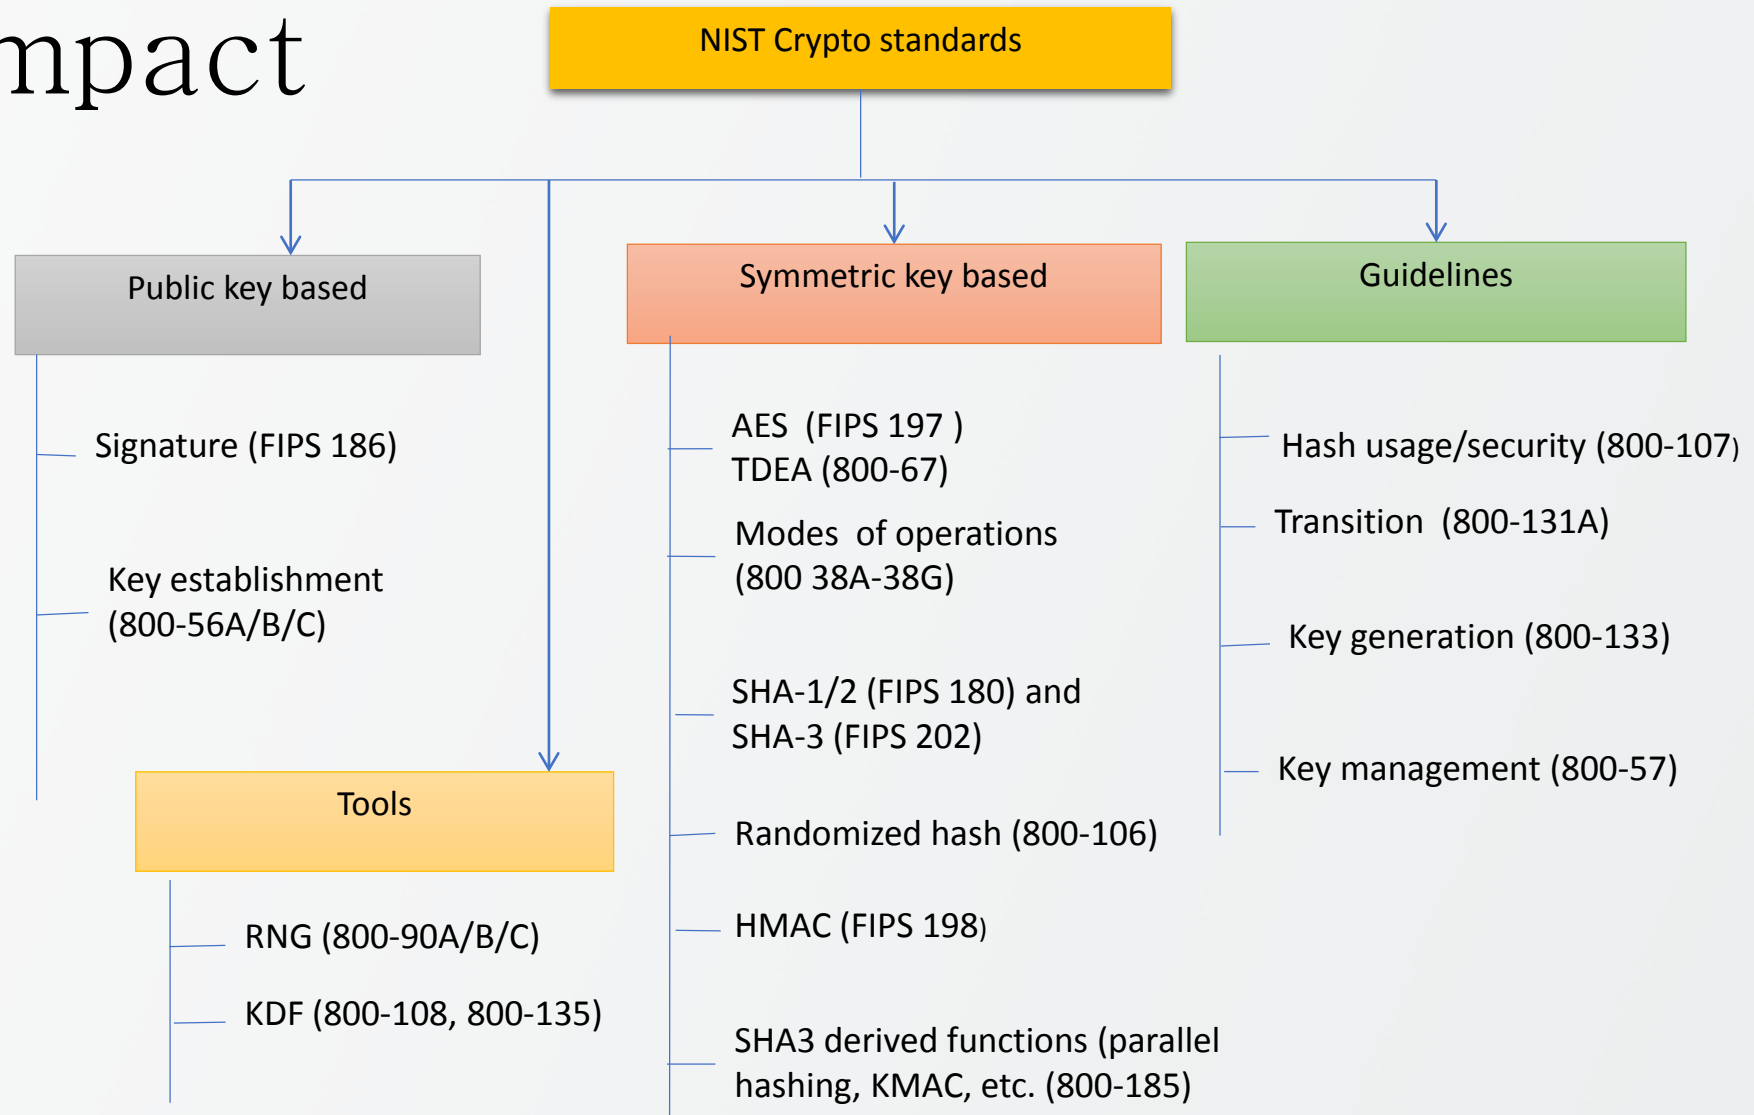 mpact
NIST Crypto standards
Public key based
Signature (FIPS 186)
Key establishment
(800-56A/B/C)
Tools
RNG (800-90A/B/C)
KDF (800-108, 800-135)
Symmetric key based
AES (FIPS 197 )
TDEA (800-67)
Modes of operations
(800 38A-38G)
SHA-1/2 (FIPS 180) and
SHA-3 (FIPS 202)
Randomized hash (800-106)
HMAC (FIPS 198)
SHA3 derived functions (parallel
hashing, KMAC, etc. (800-185)
Guidelines
Hash usage/security (800-107)
Transition (800-131A)
Key generation (800-133)
Key management (800-57)